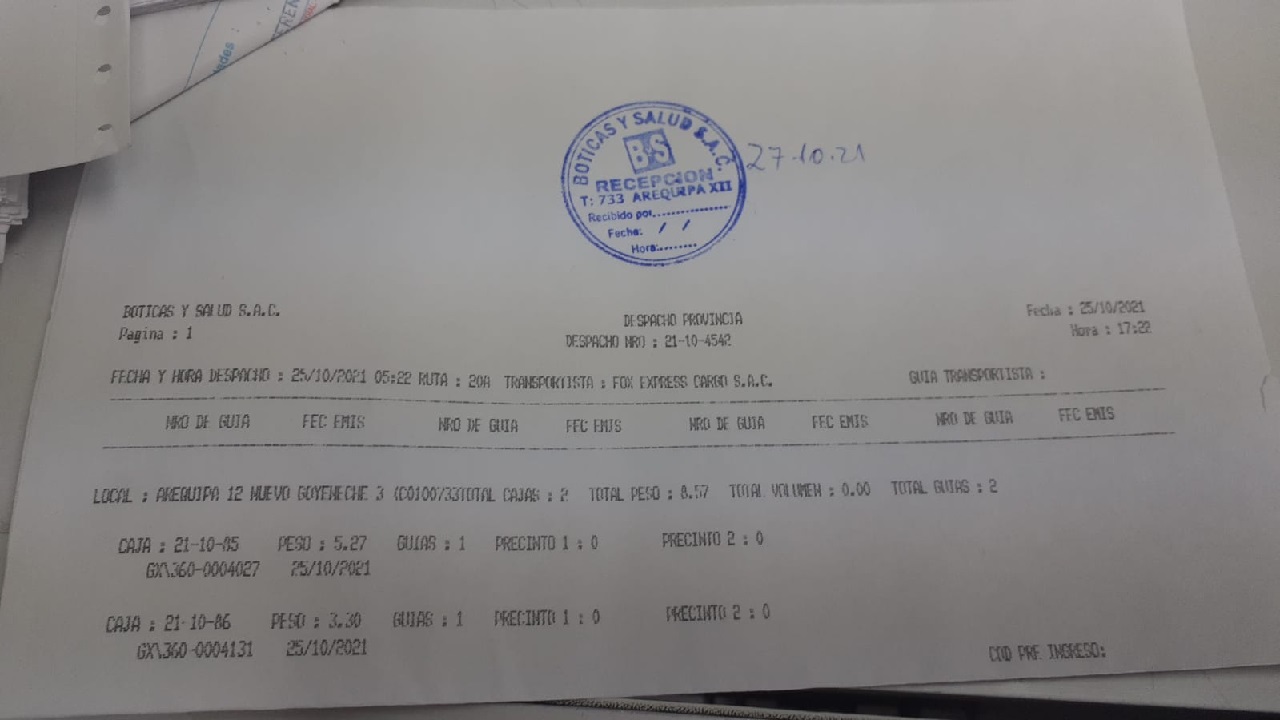 BOTICAS Y SALUD S.A.C.
B·S
RECEPCION
T: 733 AREQUIPA XII
Recibido por.................
Fecha: / /
Hora:.........
27.10.21
BOTICAS Y SALUD S.A.C.
Pagina : 1
DESPACHO PROVINCIA
DESPACHO NRO : 21-10-4542
Fecha : 25/10/2021
Hora : 17:22
FECHA Y HORA DESPACHO : 25/10/2021 05:22 RUTA : 20A TRANSPORTISTA : FOX EXPRESS CARGO S.A.C. GUIA TRANSPORTISTA :
NRO DE GUIA FEC EMIS NRO DE GUIA FEC EMIS NRO DE GUIA FEC EMIS NRO DE GUIA FEC EMIS
LOCAL : AREQUIPA 12 NUEVO GOYENECHE 3 (C0100733TOTAL CAJAS : 2 TOTAL PESO : 8.57 TOTAL VOLUMEN : 0.00 TOTAL GUIAS : 2
CAJA : 21-10-85 PESO : 5.27 GUIAS : 1 PRECINTO 1 : 0 PRECINTO 2 : 0
GX\360-0004027 25/10/2021
CAJA : 21-10-86 PESO : 3.30 GUIAS : 1 PRECINTO 1 : 0 PRECINTO 2 : 0
GX\360-0004131 25/10/2021
COD PRE INGRESO: